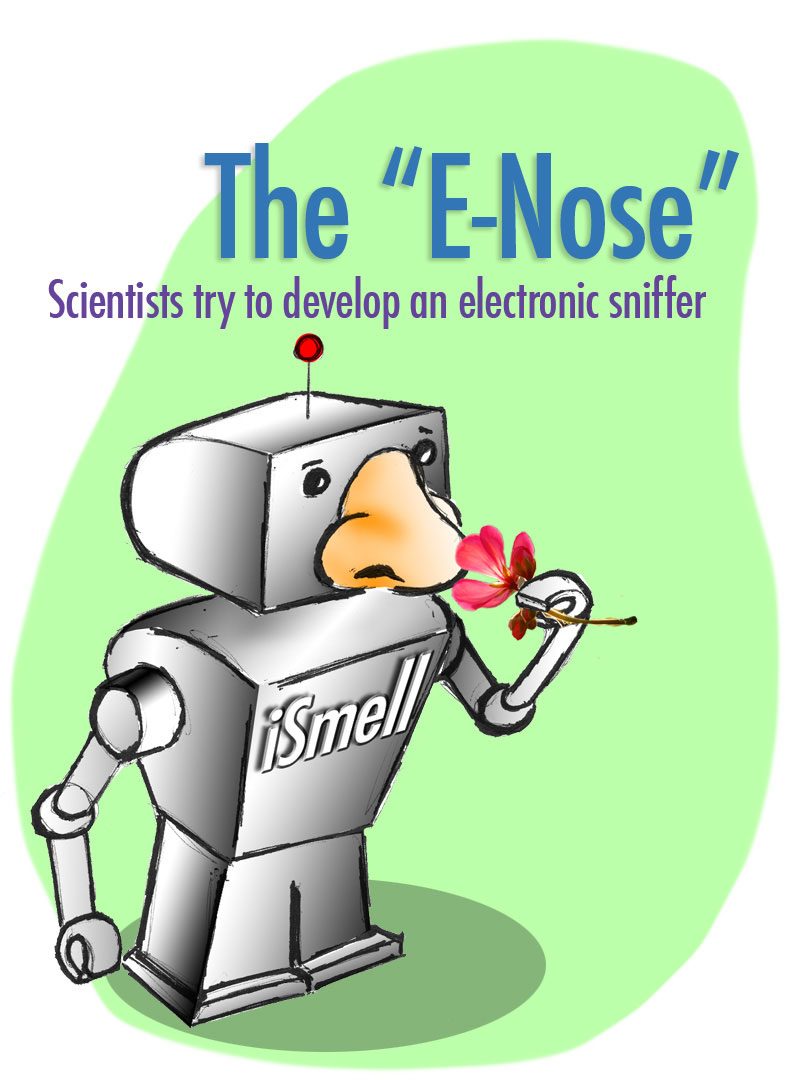 The “E-Nose”
Scientists try to develop an electronic sniffer
iSmell